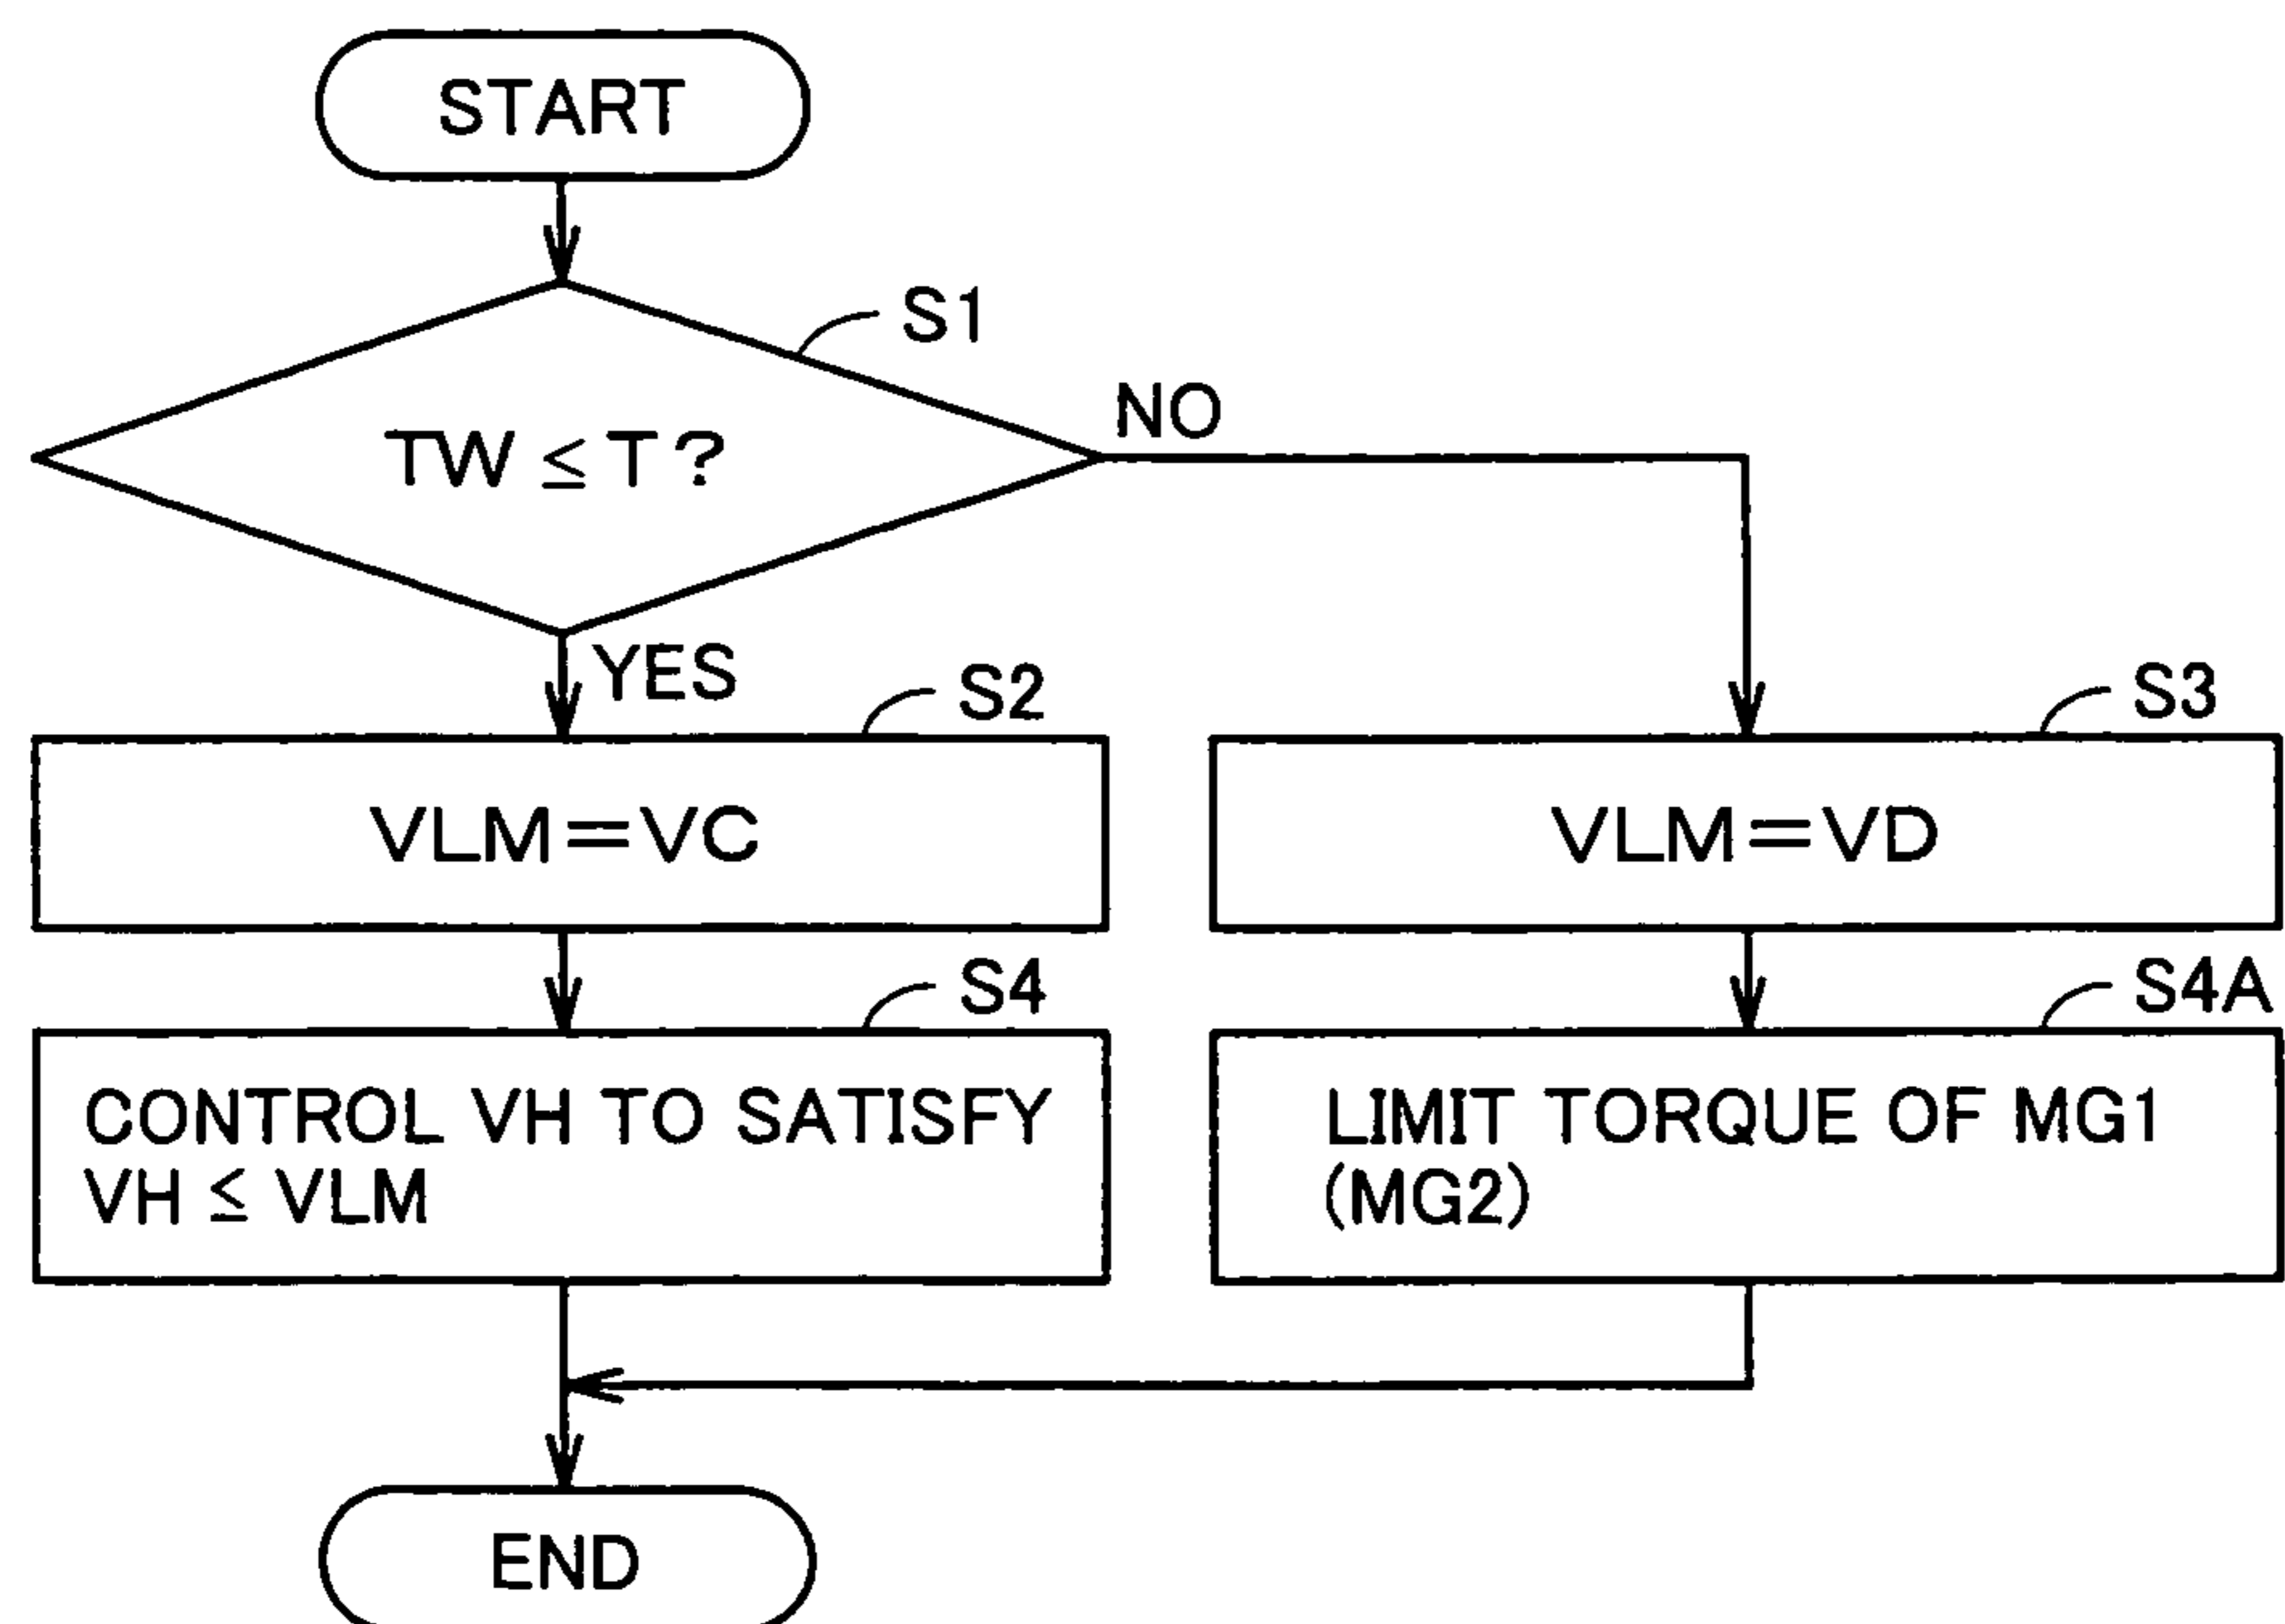 START
S1
TW ≤ T ?
NO
YES
S2
VLM=VC
S3
VLM=VD
S4
CONTROL VH TO SATISFY
VH ≤ VLM
S4A
LIMIT TORQUE OF MG1
(MG2)
END